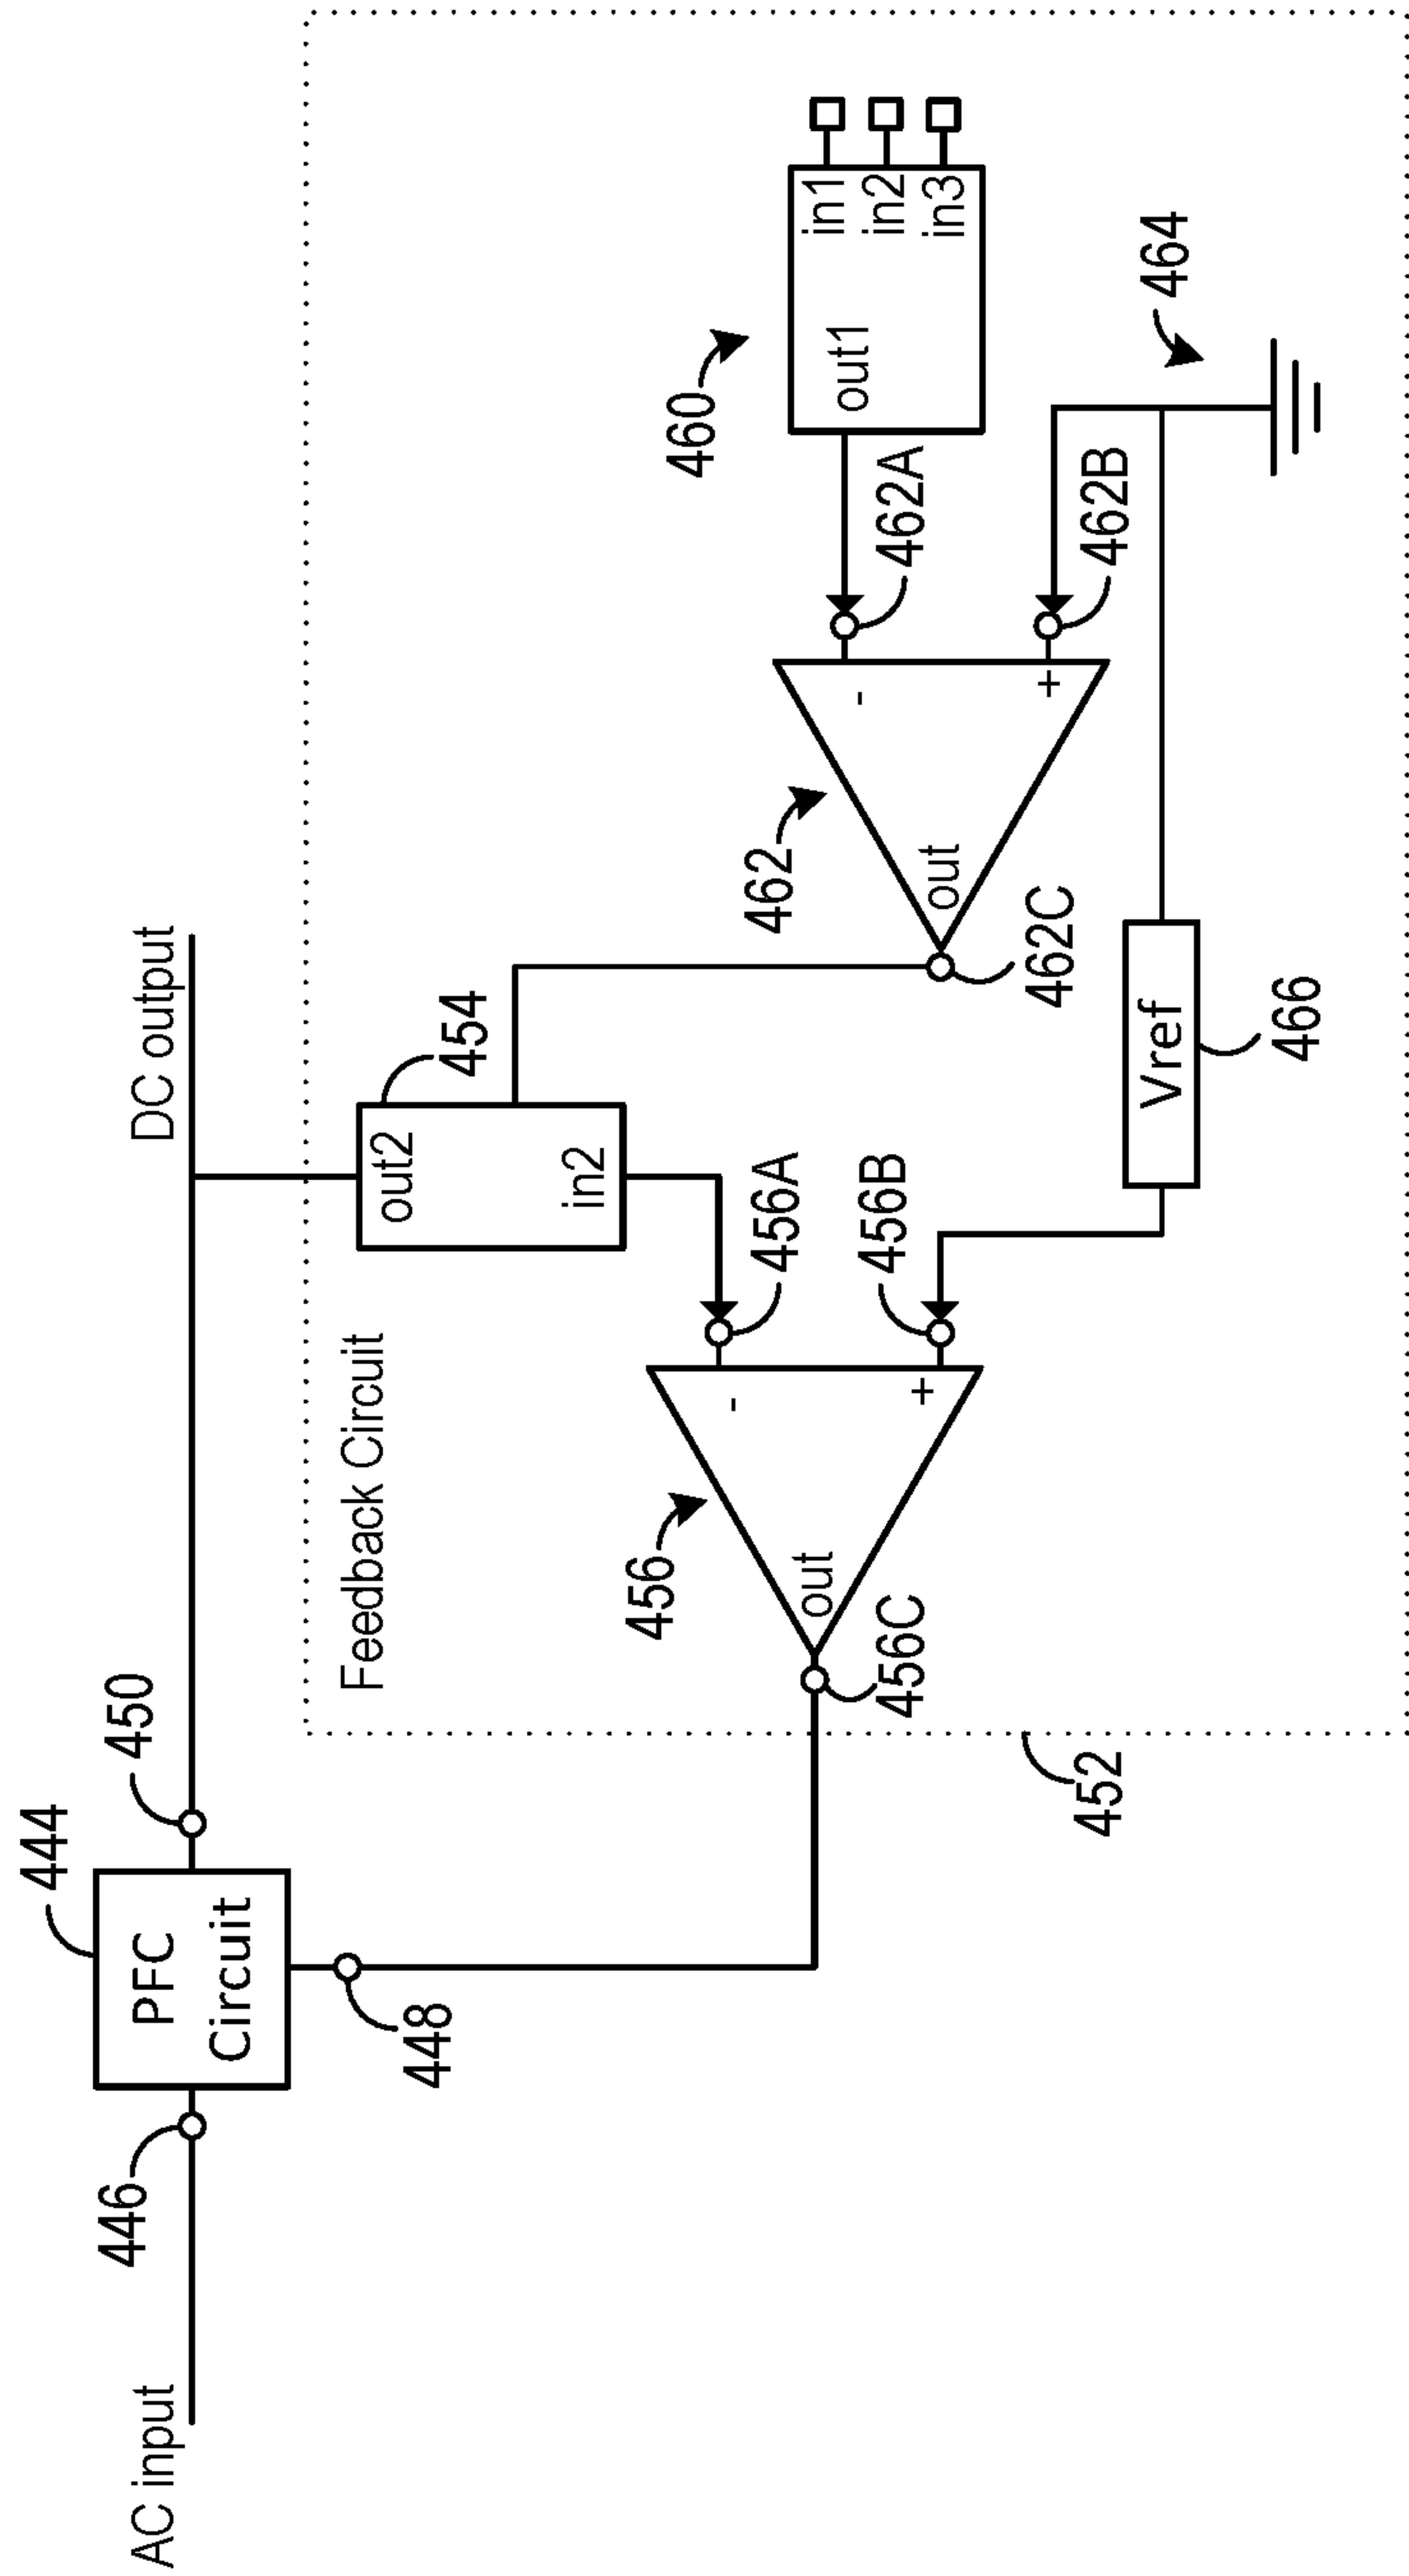 AC input
446
PFC
Circuit
444
448
450
DC output
Feedback Circuit
452
454
out2
in2
456
456A
456B
456C
-
+
out
460
out1
in1
in2
in3
462
462A
462B
462C
-
+
out
464
Vref
466